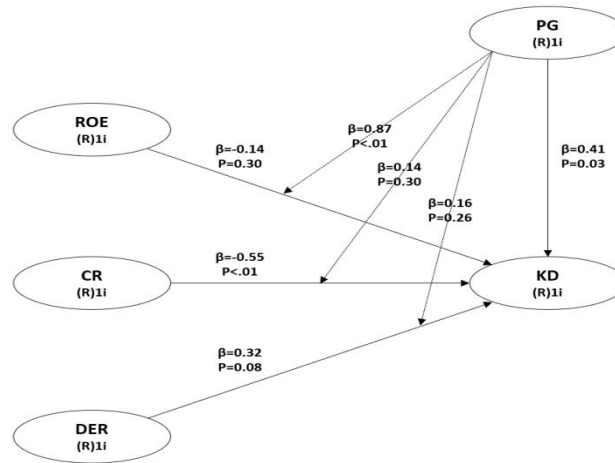 PG
(R)1i
ROE
(R)1i
β=-0.14
P=0.30
β=0.87
P<.01
β=0.14
P=0.30
β=0.16
P=0.26
β=0.41
P=0.03
CR
(R)1i
β=-0.55
P<.01
KD
(R)1i
β=0.32
P=0.08
DER
(R)1i